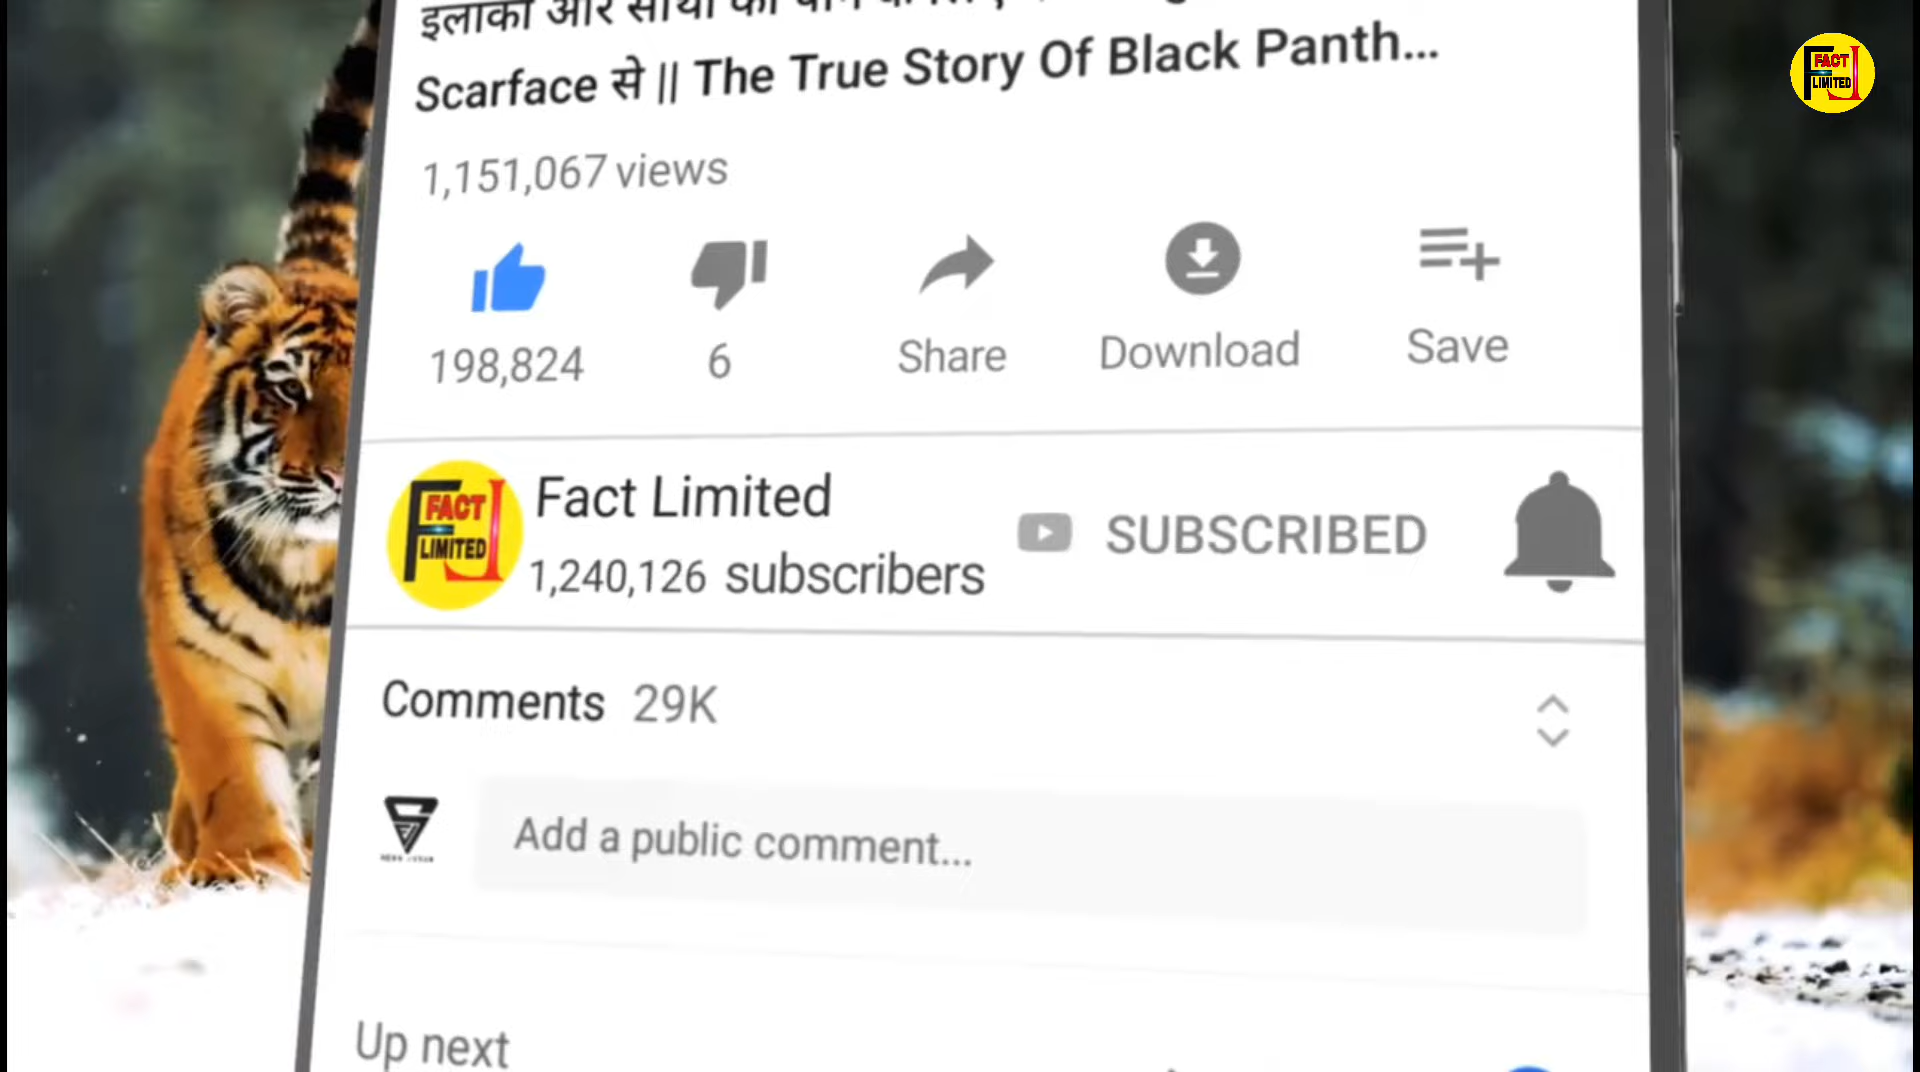 Scarface से || The True Story Of Black Panth...
1,151,067 views
198,824
6
Share
Download
Save
FACT
LIMITED
Fact Limited
1,240,126 subscribers
SUBSCRIBED
Comments 29K
Add a public comment...
Up next
FACT
LIMITED